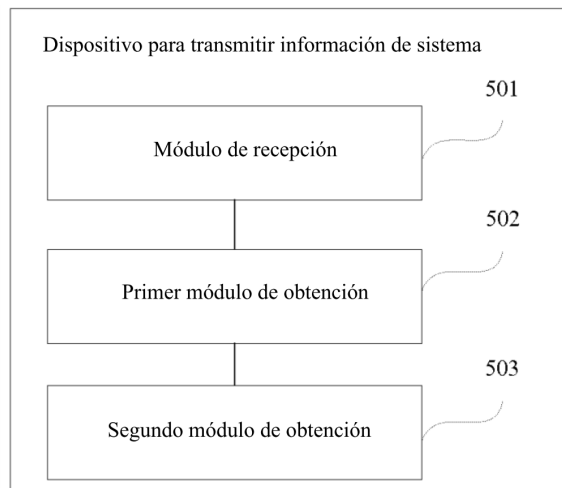 Dispositivo para transmitir información de sistema
501
Módulo de recepción
502
Primer módulo de obtención
503
Segundo módulo de obtención